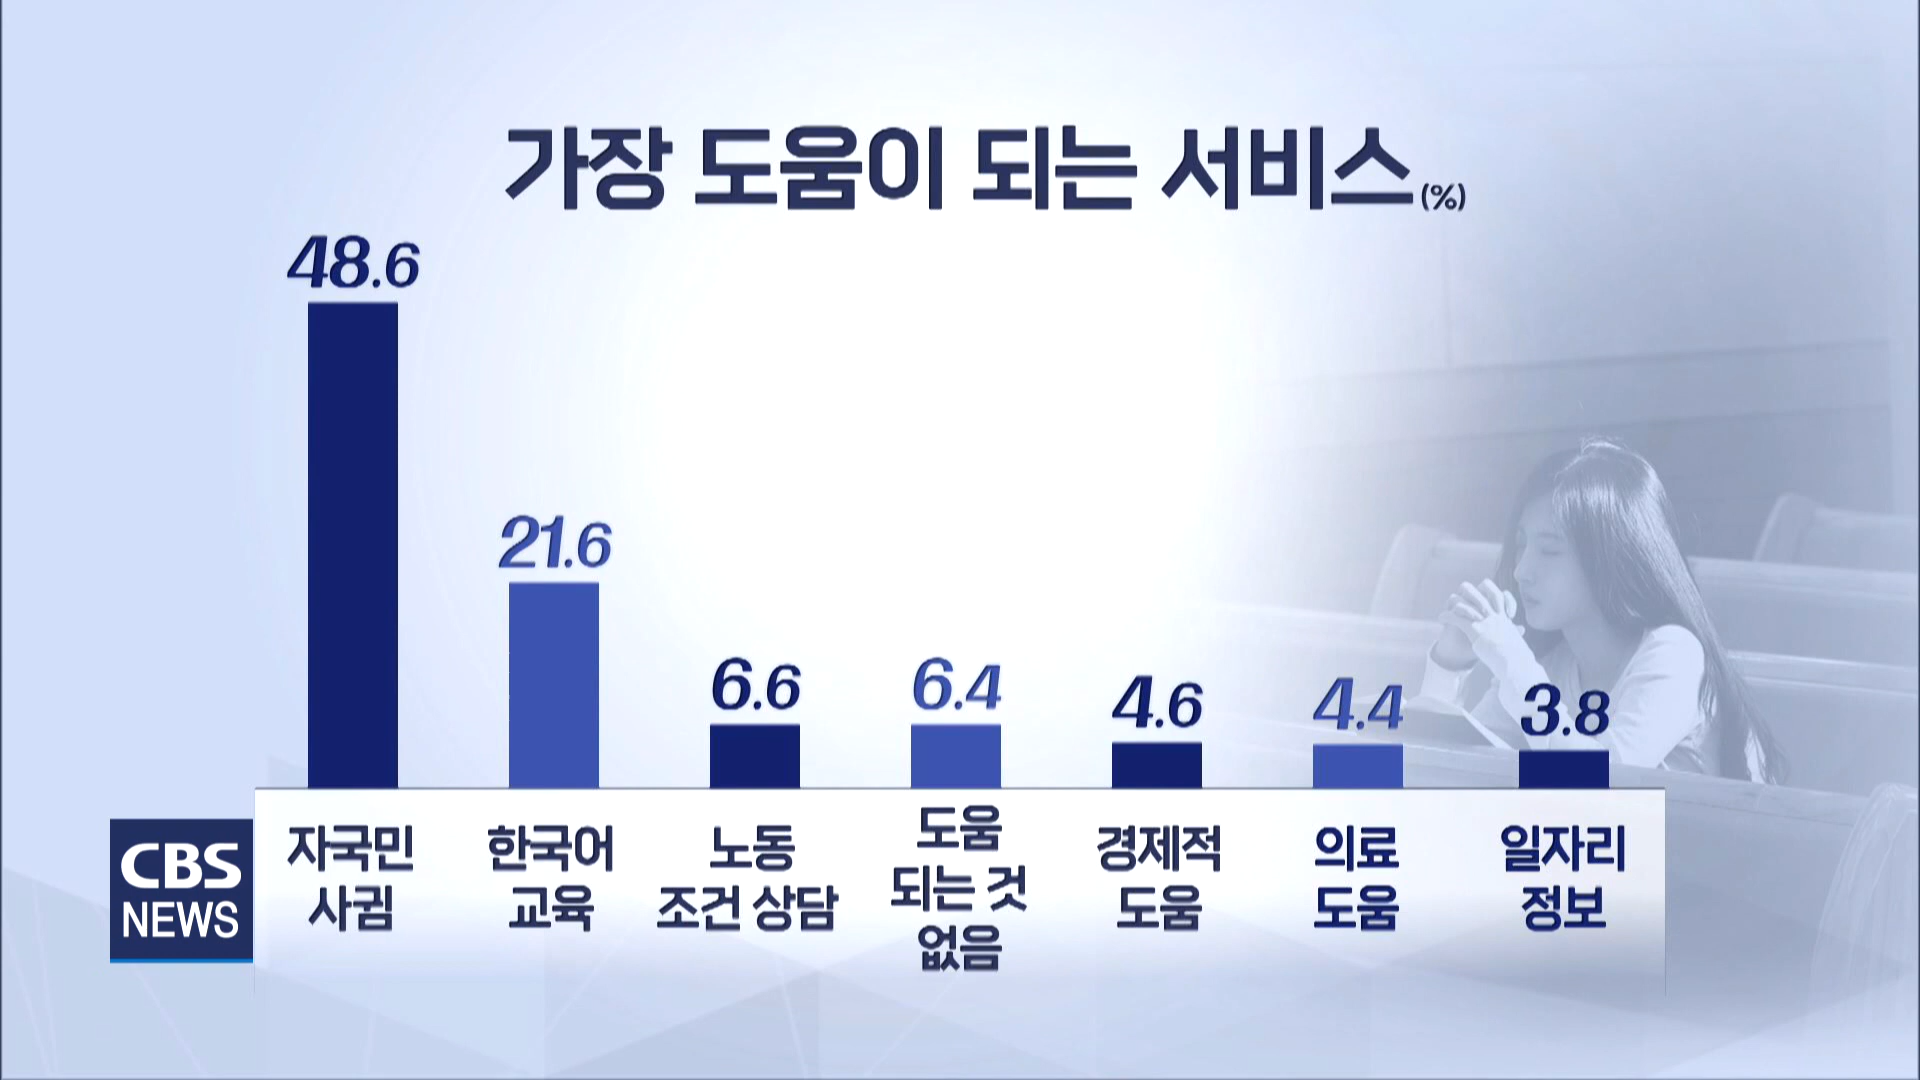 가장 도움이 되는 서비스(%)
48.6
21.6
6.6
6.4
4.6
4.4
3.8
자국민
사귐
한국어
교육
노동
조건 상담
도움
되는 것
없음
경제적
도움
의료
도움
일자리
정보
CBS
NEWS